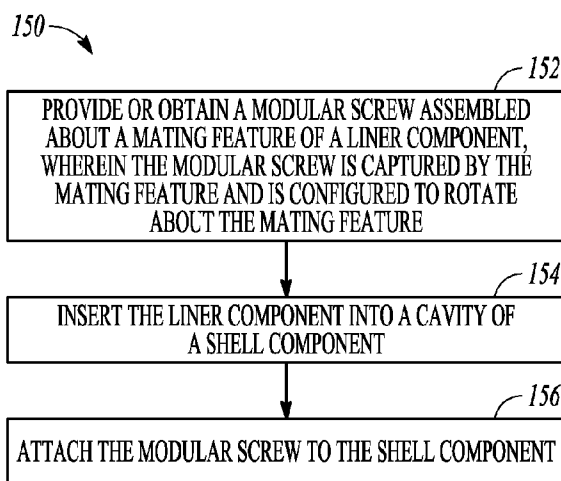 150
152
PROVIDE OR OBTAIN A MODULAR SCREW ASSEMBLED
ABOUT A MATING FEATURE OF A LINER COMPONENT,
WHEREIN THE MODULAR SCREW IS CAPTURED BY THE
MATING FEATURE AND IS CONFIGURED TO ROTATE
ABOUT THE MATING FEATURE
154
INSERT THE LINER COMPONENT INTO A CAVITY OF
A SHELL COMPONENT
156
ATTACH THE MODULAR SCREW TO THE SHELL COMPONENT